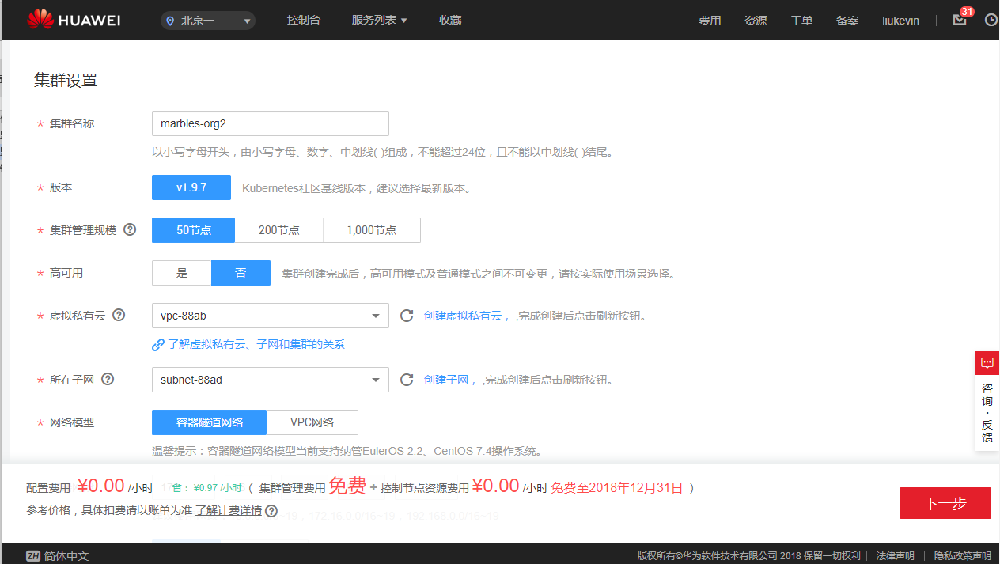 HUAWEI 北京一 控制台 服务列表 收藏 费用 资源 工单 备案 liukevin 31
集群设置
* 集群名称 marbles-org2
以小写字母开头，由小写字母、数字、中划线(-)组成，不能超过24位，且不能以中划线(-)结尾。
* 版本 v1.9.7 Kubernetes社区基线版本，建议选择最新版本。
* 集群管理规模 ? 50节点 200节点 1,000节点
* 高可用 是 否 集群创建完成后，高可用模式及普通模式之间不可变更，请按实际使用场景选择。
* 虚拟私有云 ? vpc-88ab 创建虚拟私有云， ,完成创建后点击刷新按钮。
了解虚拟私有云、子网和集群的关系
* 所在子网 ? subnet-88ad 创建子网， ,完成创建后点击刷新按钮。
* 网络模型 容器隧道网络 VPC网络
温馨提示：容器隧道网络模型当前支持纳管EulerOS 2.2、CentOS 7.4操作系统。
咨询·反馈
配置费用 ¥0.00 /小时 省：¥0.97 /小时 ( 集群管理费用 免费 + 控制节点资源费用 ¥0.00 /小时 免费至2018年12月31日 )
参考价格，具体扣费请以账单为准 了解计费详情 ?
下一步
ZH 简体中文 版权所有©华为软件技术有限公司 2018 保留一切权利 | 法律声明 | 隐私政策声明